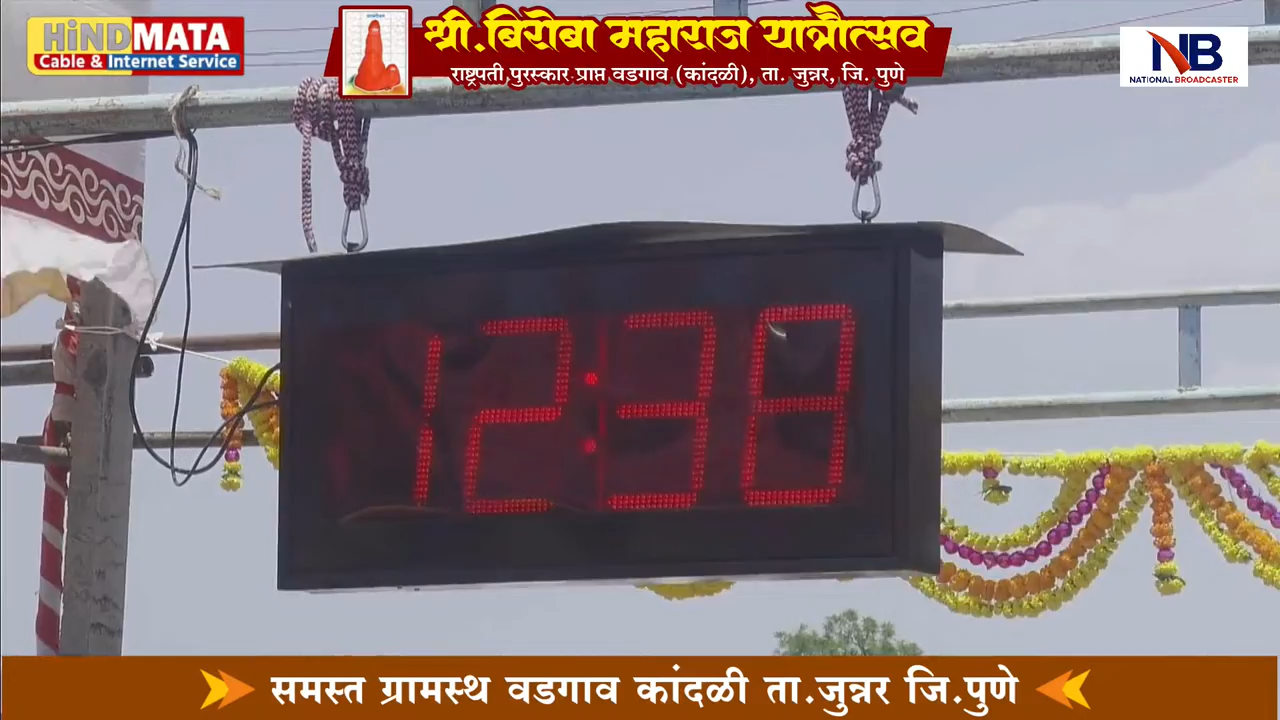 HiNDMATA
Cable & Internet Service
श्री.बिरोबा महाराज यात्रौत्सव
राष्ट्रपती पुरस्कार प्राप्त वडगाव (कांदळी), ता. जुन्नर, जि. पुणे
NB
NATIONAL BROADCASTER
12:38
समस्त ग्रामस्थ वडगाव कांदळी ता.जुन्नर जि.पुणे